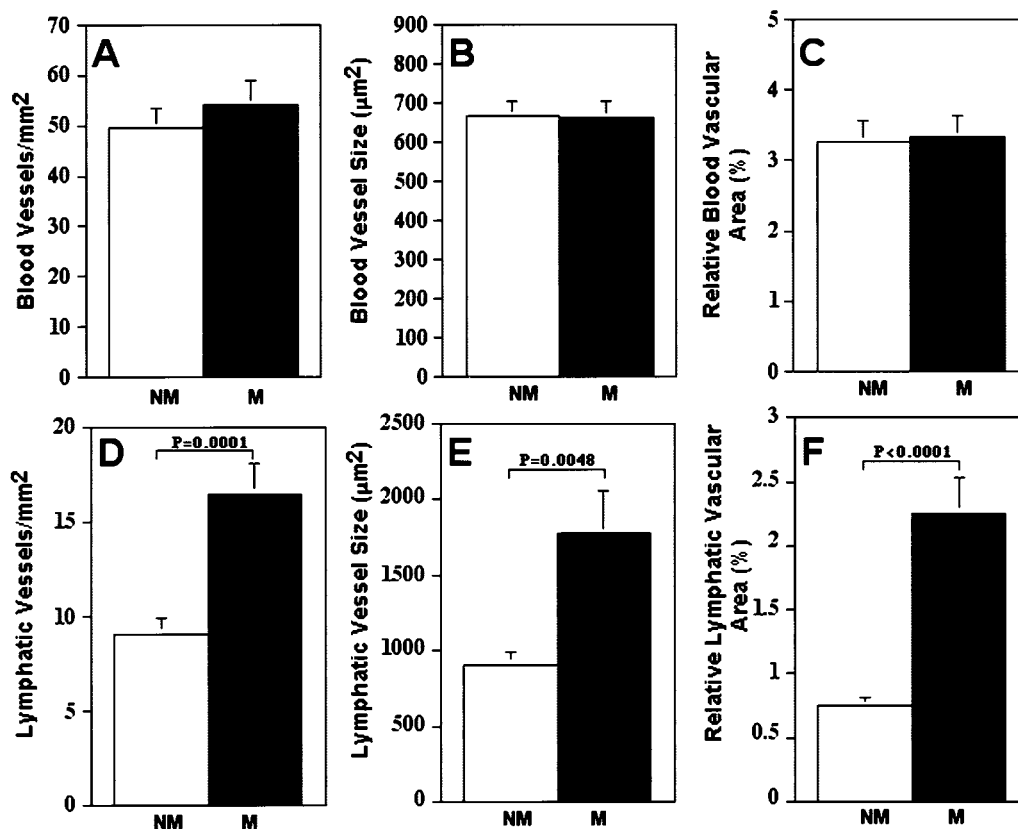 A
Blood Vessels/mm²
70
60
50
40
30
20
10
0
NM M
B
Blood Vessel Size (μm²)
900
800
700
600
500
400
300
200
100
0
NM M
C
Relative Blood Vascular
Area (%)
5
4
3
2
1
0
NM M
D
Lymphatic Vessels/mm²
20
15
10
5
0
P=0.0001
NM M
E
Lymphatic Vessel Size (μm²)
2500
2000
1500
1000
500
0
P=0.0048
NM M
F
Relative Lymphatic Vascular
Area (%)
3
2.5
2
1.5
1
0.5
0
P<0.0001
NM M